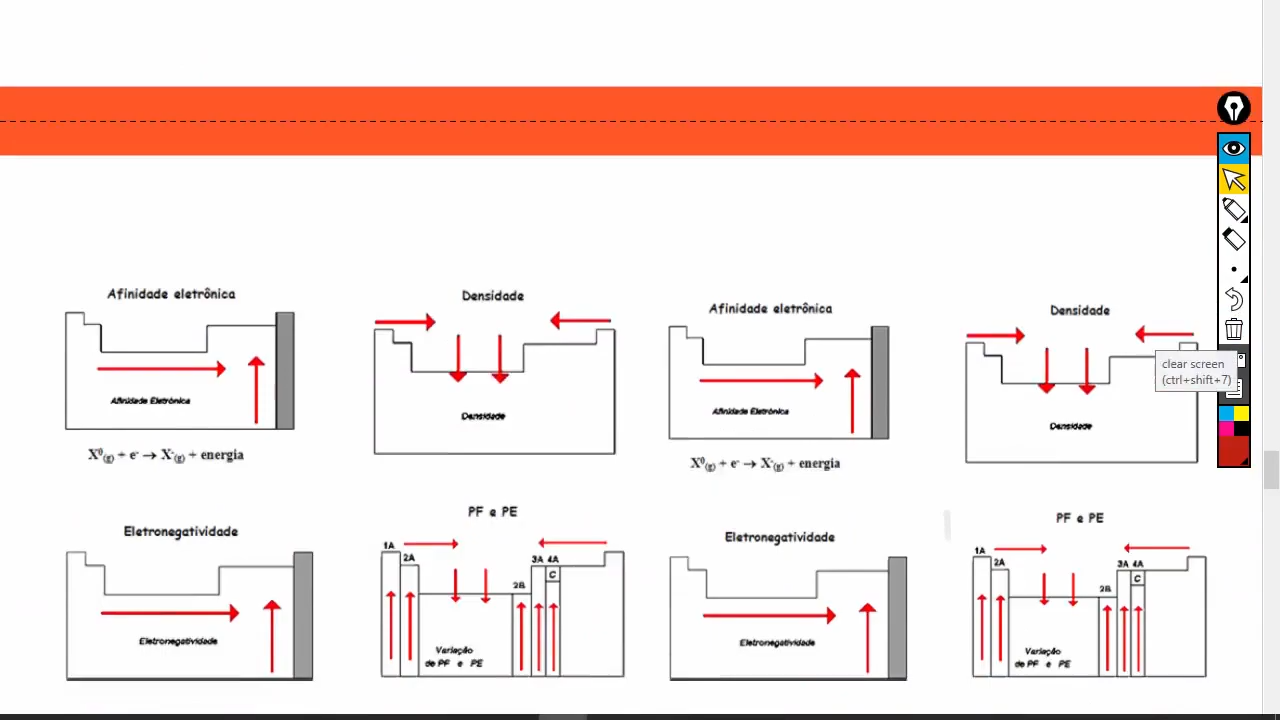 Afinidade eletrônica
Densidade
Afinidade eletrônica
Densidade
clear screen
(ctrl+shift+7)
Afinidade Eletrônica
Densidade
Afinidade Eletrônica
Densidade
X⁰(g) + e⁻ → X⁻(g) + energia
X⁰(g) + e⁻ → X⁻(g) + energia
Eletronegatividade
PF e PE
Eletronegatividade
PF e PE
1A
2A
2B
3A 4A
C
1A
2A
2B
3A 4A
C
Eletronegatividade
Variação
de PF e PE
Eletronegatividade
Variação
de PF e PE